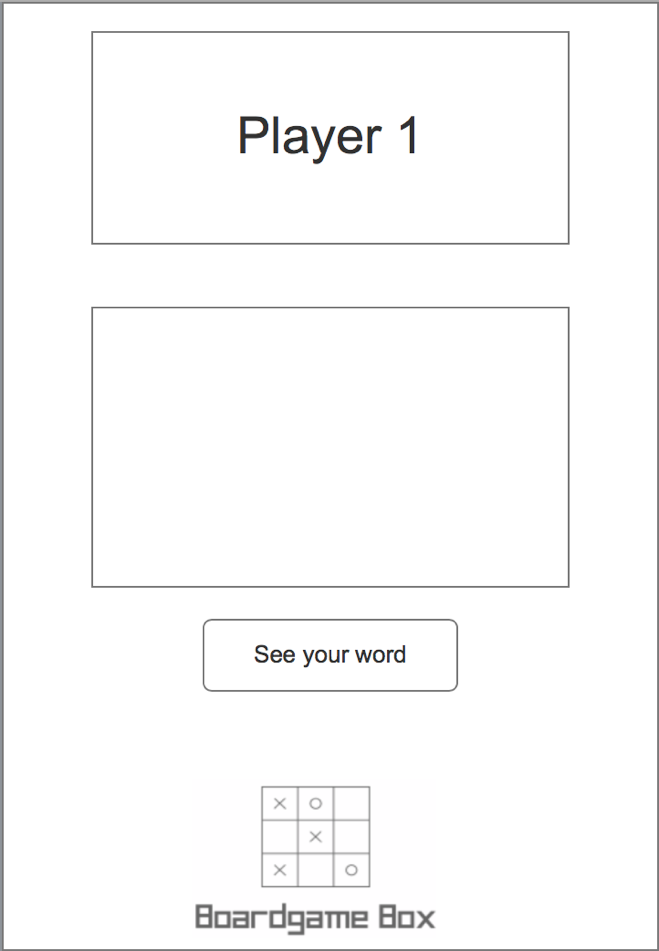 Player 1
See your word
X O
X
X O
Boardgame Box